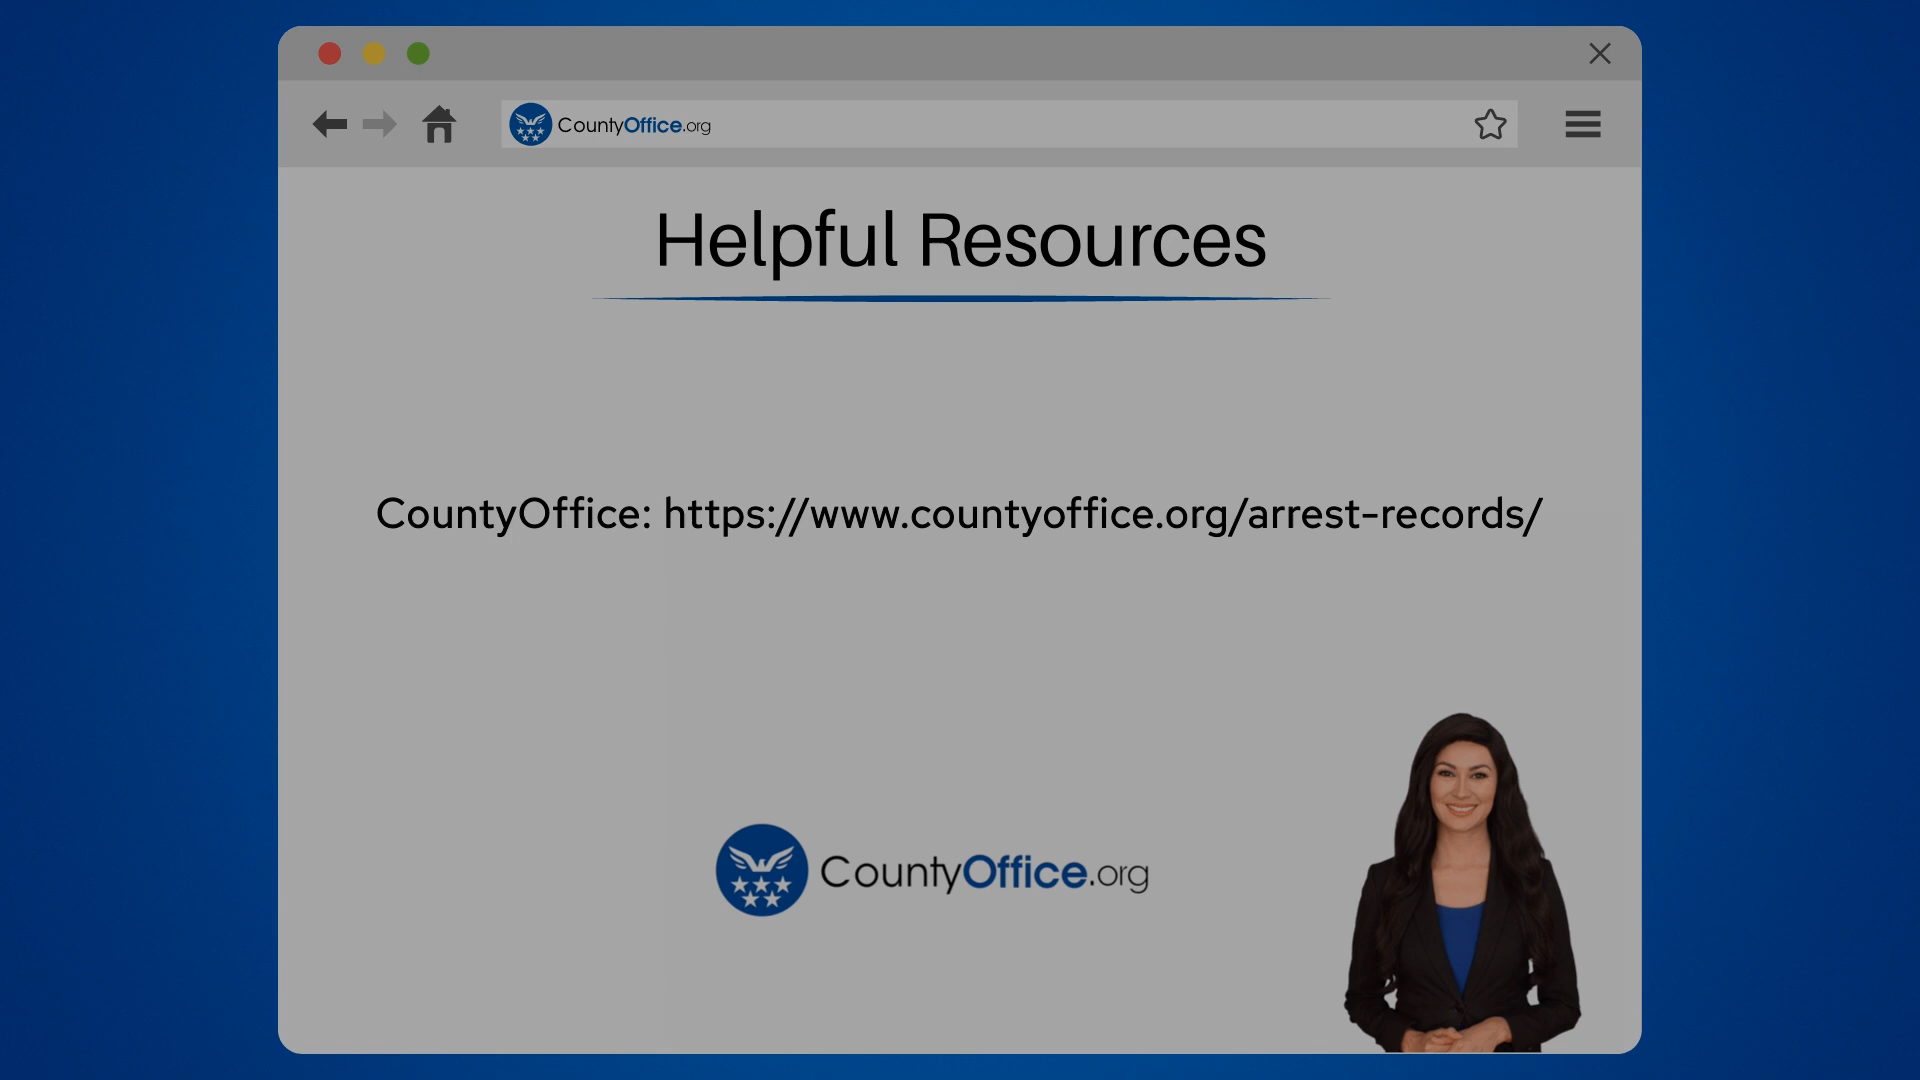 CountyOffice.org
Helpful Resources
CountyOffice: https://www.countyoffice.org/arrest-records/
CountyOffice.org